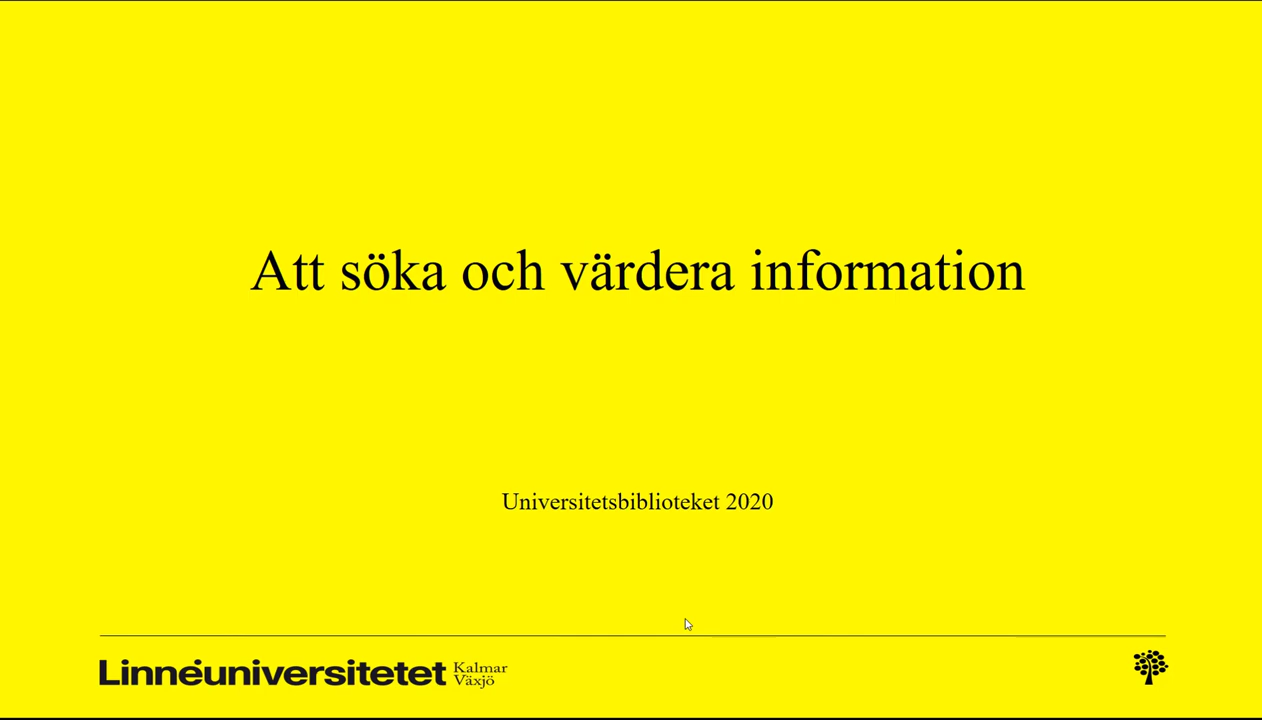 Att söka och värdera information
Universitetsbiblioteket 2020
Linnéuniversitetet
Kalmar
Växjö